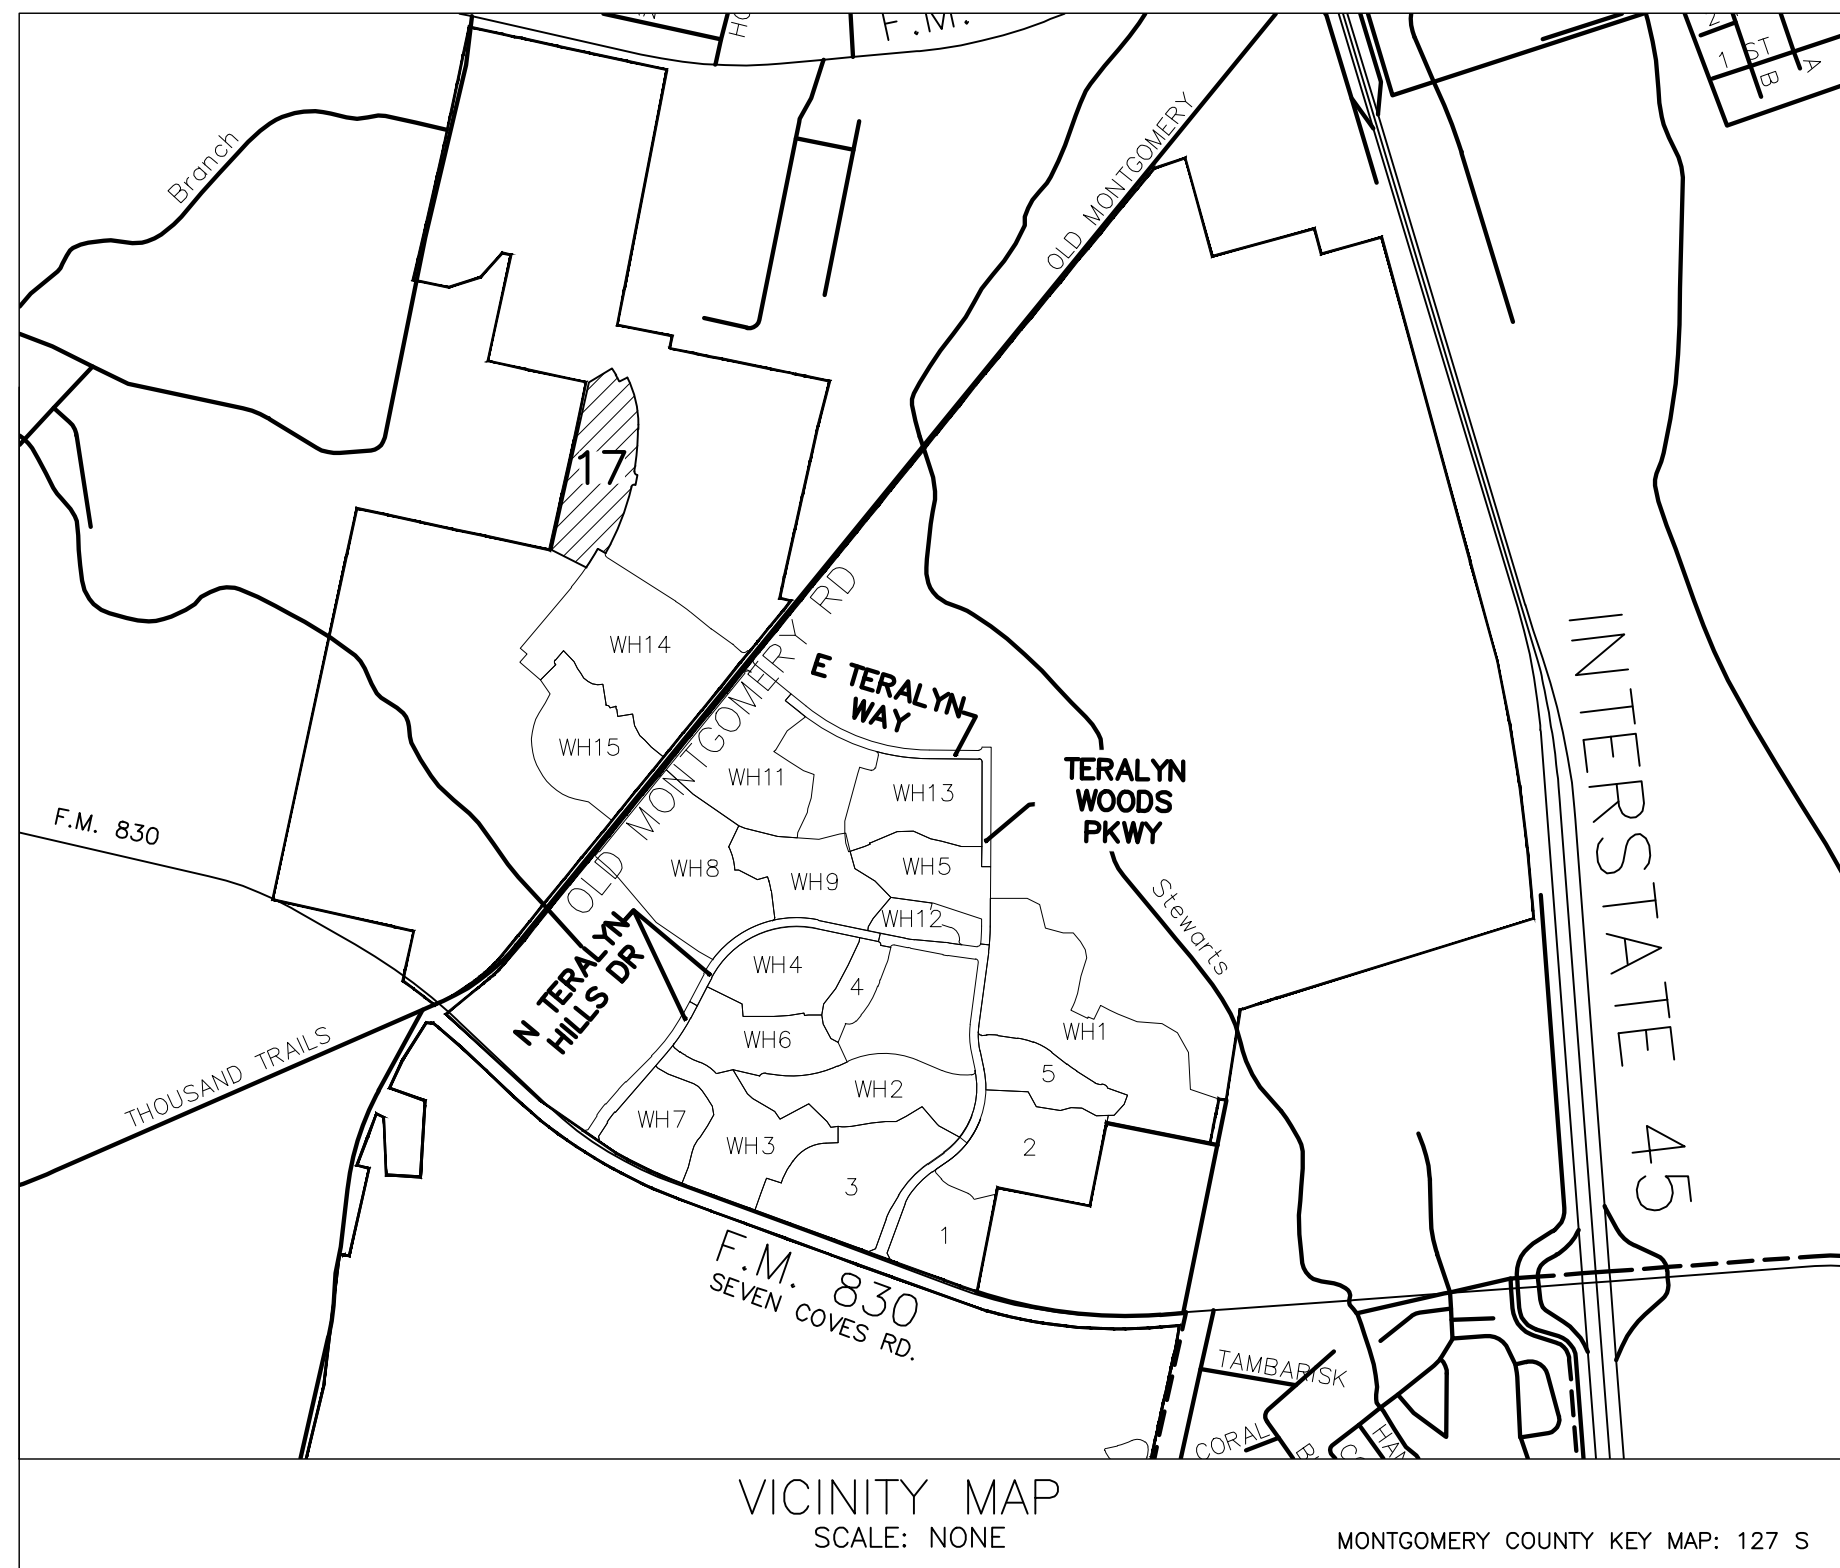 F.M.
1 ST
B
A
Branch
OLD MONTGOMERY
17
OLD MONTGOMERY RD
WH14
E TERALYN
WAY
WH15
WH11
WH13
TERALYN
WOODS
PKWY
INTERSTATE 45
F.M. 830
WH8
WH9
WH5
WH12
Stewarts
N TERALYN
HILLS DR
WH4
4
WH6
WH1
THOUSAND TRAILS
WH2
5
WH7
WH3
2
3
1
F.M. 830
SEVEN COVES RD.
TAMBARISK
CORAL
VICINITY MAP
SCALE: NONE
MONTGOMERY COUNTY KEY MAP: 127 S